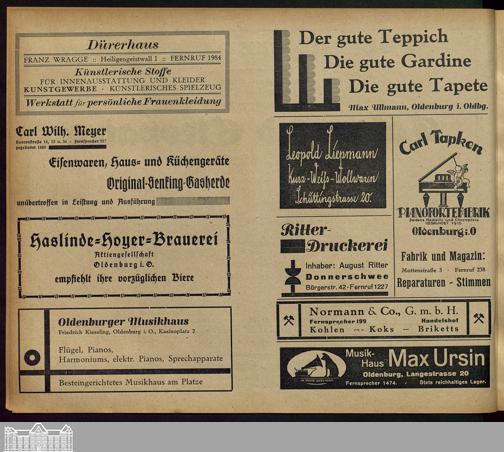 Dürerhaus
FRANZ WRAGGE :: Heiligengeistwall 1 :: FERNRUF 1984
Künstlerische Stoffe
FÜR INNENAUSSTATTUNG UND KLEIDER
KUNSTGEWERBE · KÜNSTLERISCHES SPIELZEUG
Werkstatt für persönliche Frauenkleidung
Carl Wilh. Meyer
gegründet 1880
Eisenwaren, Haus- und Küchengeräte
Original-Senking-Gasherde
unübertroffen in Leistung und Ausführung
Haslinde-Hoyer-Brauerei
Aktiengesellschaft
Oldenburg i. O.
empfiehlt ihre vorzüglichen Biere
Oldenburger Musikhaus
Friedrich Kiesling, Oldenburg i. O., Kasinoplatz 2
Flügel, Pianos,
Harmoniums, elektr. Pianos, Sprechapparate
Besteingerichtetes Musikhaus am Platze
Der gute Teppich
Die gute Gardine
Die gute Tapete
Max Ullmann, Oldenburg i. Oldbg.
Leopold Liepmann
Kurz-Weiß-Wollwaren
Schüttingstrasse 20.
Ritter-
Druckerei
Inhaber: August Ritter
Donnerschwee
Bürgerstr. 42 - Fernruf 1227
Carl Tapken
PIANOFORTEFABRIK
Oldenburg i. O
Fabrik und Magazin:
Mottenstraße 3 - Fernruf 238
Reparaturen - Stimmen
Normann & Co., G. m. b. H.
Fernsprecher 199 Handelshof
Kohlen — Koks — Briketts
Musik-
Haus Max Ursin
Oldenburg, Langestrasse 20
Fernsprecher 1474. Stets reichhaltiges Lager.